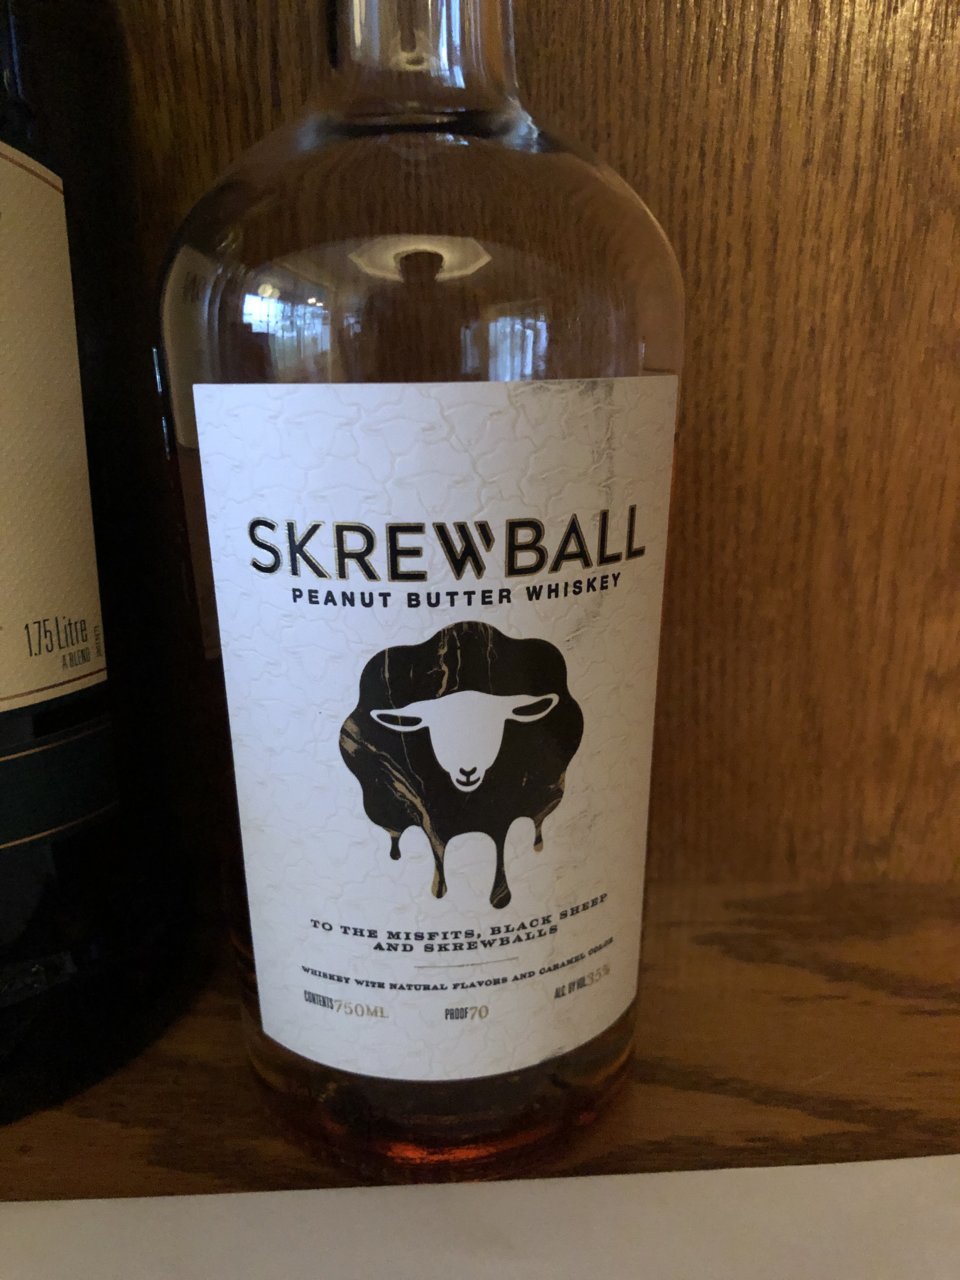 SKREWBALL
PEANUT BUTTER WHISKEY
TO THE MISFITS, BLACK SHEEP
AND SKREWBALLS
WHISKEY WITH NATURAL FLAVORS AND CARAMEL COLOR
CONTENTS 750ML PROOF 70 ALC. BY VOL. 35%
1.75 Litre
A BLEND